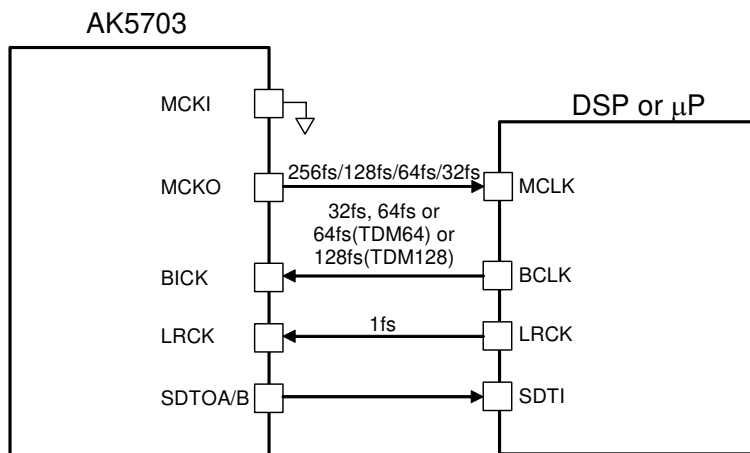 AK5703
DSP or μP
MCKI
MCKO
256fs/128fs/64fs/32fs
MCLK
32fs, 64fs or
64fs(TDM64) or
128fs(TDM128)
BICK
BCLK
LRCK
1fs
LRCK
SDTOA/B
SDTI